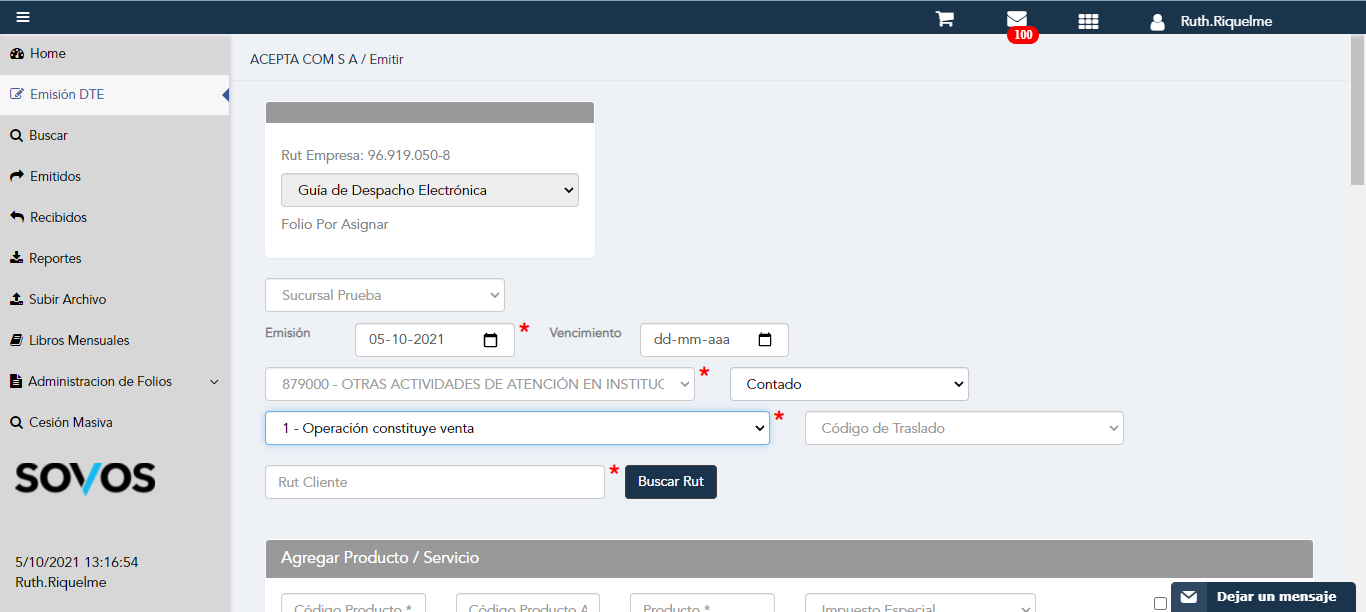 Ruth.Riquelme
100
Home
Emisión DTE
Buscar
Emitidos
Recibidos
Reportes
Subir Archivo
Libros Mensuales
Administracion de Folios
Cesión Masiva
SOVOS
5/10/2021 13:16:54
Ruth.Riquelme
ACEPTA COM S A / Emitir
Rut Empresa: 96.919.050-8
Guía de Despacho Electrónica
Folio Por Asignar
Sucursal Prueba
Emisión 05-10-2021 * Vencimiento dd-mm-aaa
879000 - OTRAS ACTIVIDADES DE ATENCIÓN EN INSTITUC * Contado
1 - Operación constituye venta * Código de Traslado
Rut Cliente * Buscar Rut
Agregar Producto / Servicio
Código Producto * Código Producto A Producto * Impuesto Especial
Dejar un mensaje